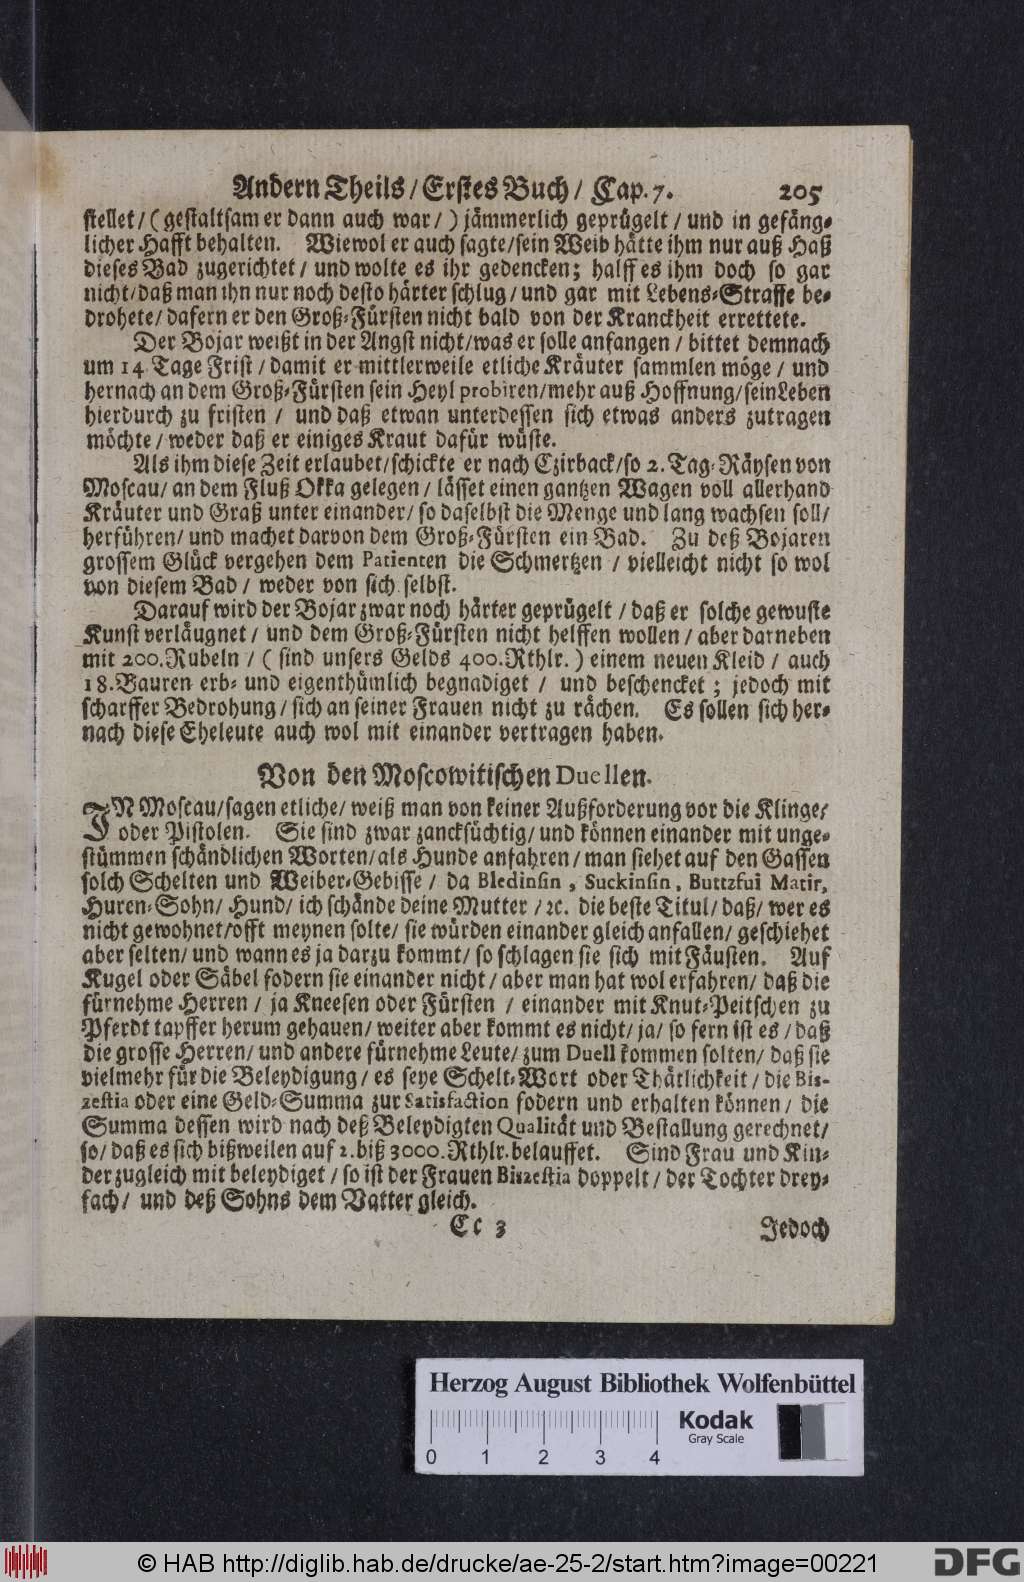 Andern Theils/ Erstes Buch/ Cap. 7. 205
stellet/ (gestaltsam er dann auch war/) jämmerlich geprügelt/ und in gefäng-
licher Hafft behalten. Wiewol er auch sagte/ sein Weib hätte ihm nur auß Haß
dieses Bad zugerichtet/ und wolte es ihr gedencken; halff es ihm doch so gar
nicht/ daß man ihn nur noch desto härter schlug/ und gar mit Lebens-Straffe be-
drohete/ dafern er den Groß-Fürsten nicht bald von der Kranckheit errettete.
Der Bojar weißt in der Angst nicht/ was er solle anfangen/ bittet demnach
um 14 Tage Frist/ damit er mittlerweile etliche Kräuter sammlen möge/ und
hernach an dem Groß-Fürsten sein Heyl probiren/ mehr auß Hoffnung/ sein Leben
hierdurch zu fristen/ und daß etwan unterdessen sich etwas anders zutragen
möchte/ weder daß er einiges Kraut dafür wüste.
Als ihm diese Zeit erlaubet/ schickte er nach Czirback/ so 2. Tag-Räysen von
Moscau/ an dem Fluß Okka gelegen/ lässet einen gantzen Wagen voll allerhand
Kräuter und Graß unter einander/ so daselbst die Menge und lang wachsen soll/
herführen/ und machet darvon dem Groß-Fürsten ein Bad. Zu deß Bojaren
grossem Glück vergehen dem Patienten die Schmertzen/ vielleicht nicht so wol
von diesem Bad/ weder von sich selbst.
Darauf wird der Bojar zwar noch härter geprügelt/ daß er solche gewuste
Kunst verläugnet/ und dem Groß-Fürsten nicht helffen wollen/ aber darneben
mit 200. Rubeln/ (sind unsers Gelds 400. Rthlr.) einem neuen Kleid/ auch
18. Bauren erb- und eigenthümlich begnadiget/ und beschencket; jedoch mit
scharffer Bedrohung/ sich an seiner Frauen nicht zu rächen. Es sollen sich her-
nach diese Eheleute auch wol mit einander vertragen haben.
Von den Moscowitischen Duellen.
IN Moscau/ sagen etliche/ weiß man von keiner Außforderung vor die Klinge/
oder Pistolen. Sie sind zwar zancksüchtig/ und können einander mit unge-
stümmen schändlichen Worten/ als Hunde anfahren/ man siehet auf den Gassen
solch Schelten und Weiber-Gebisse/ da Bledinsin, Suckinsin, Buttzfui Matir,
Huren-Sohn/ Hund/ ich schände deine Mutter/ ꝛc. die beste Titul/ daß/ wer es
nicht gewohnet/ offt meynen solte/ sie würden einander gleich anfallen/ geschiehet
aber selten/ und wann es ja darzu kommt/ so schlagen sie sich mit Fäusten. Auf
Kugel oder Säbel fodern sie einander nicht/ aber man hat wol erfahren/ daß die
fürnehme Herren/ ja Kneesen oder Fürsten/ einander mit Knut-Peitschen zu
Pferdt tapffer herum gehauen/ weiter aber kommt es nicht/ ja/ so fern ist es/ daß
die grosse Herren/ und andere fürnehme Leute/ zum Duell kommen solten/ daß sie
vielmehr für die Beleydigung/ es seye Schelt-Wort oder Thätlichkeit/ die Bis-
zestia oder eine Geld-Summa zur Satisfaction fodern und erhalten können/ die
Summa dessen wird nach deß Beleydigten Qualität und Bestallung gerechnet/
so/ daß es sich bißweilen auf 2. biß 3000. Rthlr. belauffet. Sind Frau und Kin-
der zugleich mit beleydiget/ so ist der Frauen Biszestia doppelt/ der Tochter drey-
fach/ und deß Sohns dem Vatter gleich.
Cc 3 Jedoch
Herzog August Bibliothek Wolfenbüttel
Kodak
Gray Scale
0 1 2 3 4
© HAB http://diglib.hab.de/drucke/ae-25-2/start.htm?image=00221
DFG